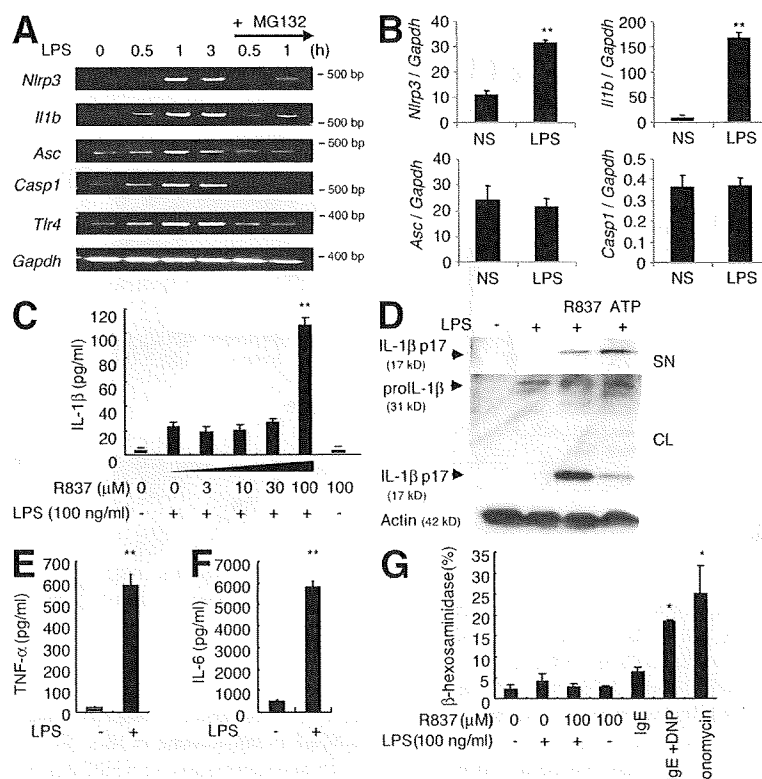 A
+ MG132
LPS 0 0.5 1 3 0.5 1 (h)
Nlrp3
- 500 bp
Il1b
- 500 bp
Asc
- 500 bp
Casp1
- 500 bp
Tlr4
- 400 bp
Gapdh
- 400 bp
B
Nlrp3 / Gapdh
40
30
20
10
0
**
NS LPS
Il1b / Gapdh
200
150
100
50
0
**
NS LPS
Asc / Gapdh
40
30
20
10
0
NS LPS
Casp1 / Gapdh
0.5
0.4
0.3
0.2
0.1
0
NS LPS
C
IL-1β (pg/ml)
120
100
80
60
40
20
0
**
R837 (μM) 0 0 3 10 30 100 100
LPS (100 ng/ml) - + + + + + -
D
R837 ATP
LPS - + + +
IL-1β p17
(17 kD)
SN
proIL-1β
(31 kD)
CL
IL-1β p17
(17 kD)
Actin (42 kD)
E
TNF-α (pg/ml)
700
600
500
400
300
200
100
0
**
LPS - +
F
IL-6 (pg/ml)
7000
6000
5000
4000
3000
2000
1000
0
**
LPS - +
G
β-hexosaminidase (%)
35
30
25
20
15
10
5
0
*
*
R837 (μM) 0 0 100 100
LPS (100 ng/ml) - + + -
IgE
gE +DNP
onomycin